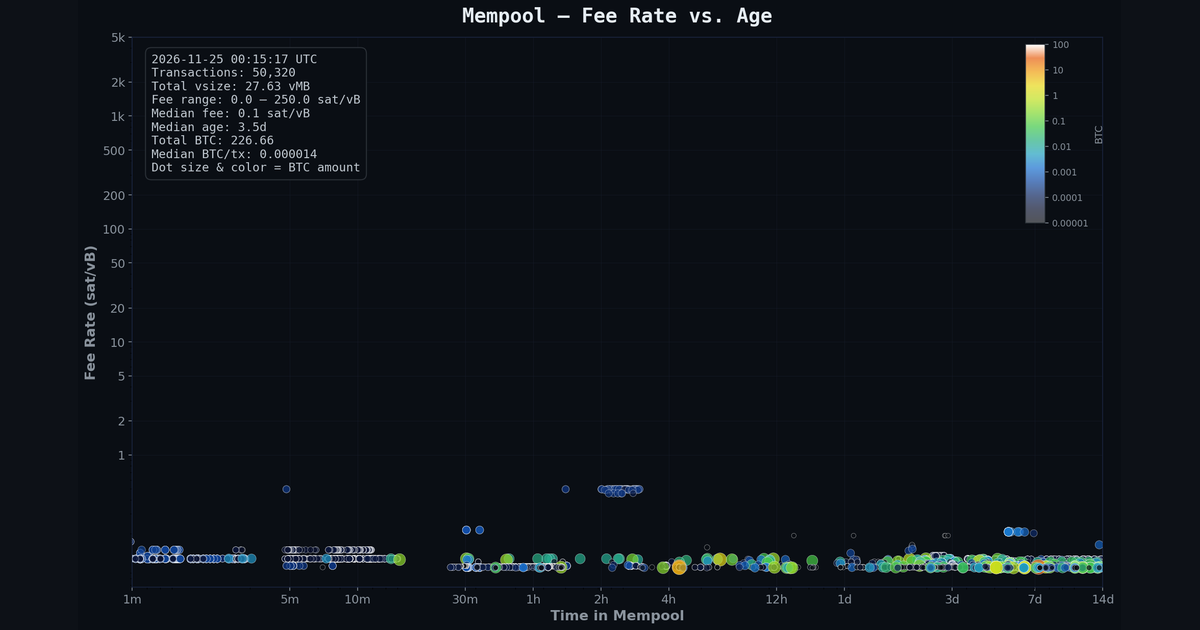 Mempool — Fee Rate vs. Age
2026-11-25 00:15:17 UTC
Transactions: 50,320
Total vsize: 27.63 vMB
Fee range: 0.0 – 250.0 sat/vB
Median fee: 0.1 sat/vB
Median age: 3.5d
Total BTC: 226.66
Median BTC/tx: 0.000014
Dot size & color = BTC amount
100
10
1
0.1
0.01
0.001
0.0001
0.00001
BTC
Fee Rate (sat/vB)
5k
2k
1k
500
200
100
50
20
10
5
2
1
1m
5m
10m
30m
1h
2h
4h
12h
1d
3d
7d
14d
Time in Mempool